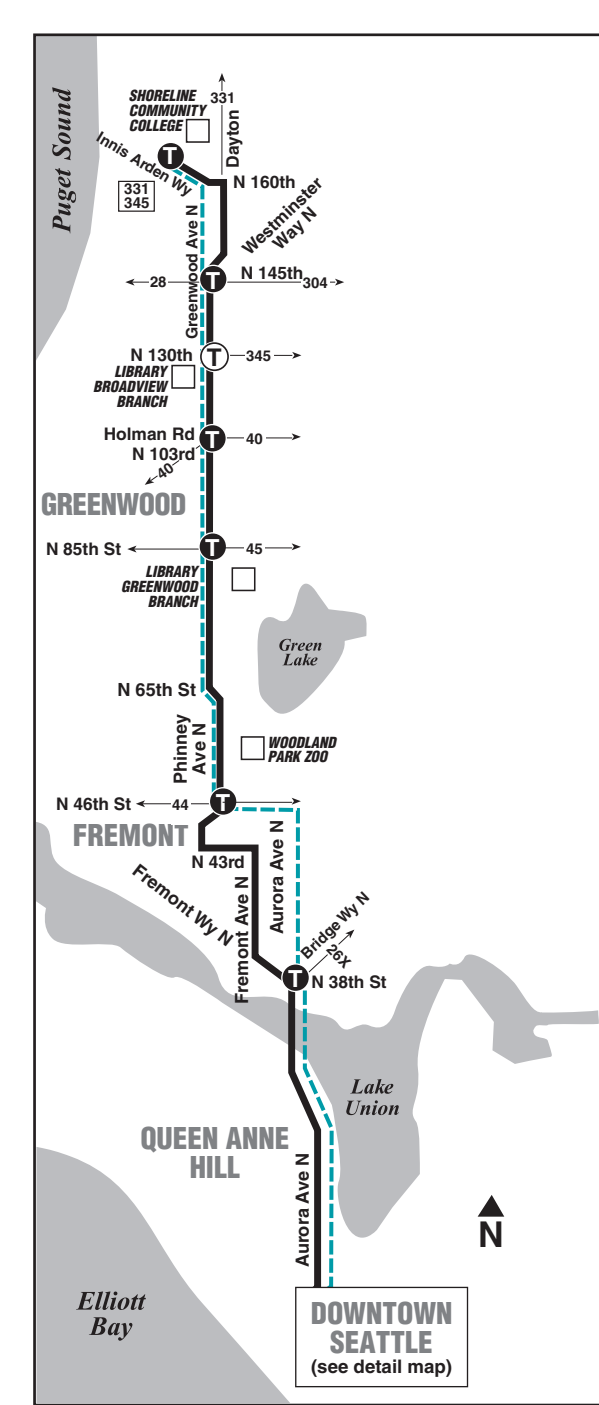 Puget Sound
SHORELINE
COMMUNITY
COLLEGE
331
Dayton
T
Innis Arden Wy
N 160th
331
345
Westminster
Way N
Greenwood Ave N
28
T
N 145th
304
N 130th
T
345
LIBRARY
BROADVIEW
BRANCH
Holman Rd
N 103rd
T
40
40
GREENWOOD
N 85th St
T
45
LIBRARY
GREENWOOD
BRANCH
Green
Lake
N 65th St
Phinney
Ave N
WOODLAND
PARK ZOO
N 46th St
44
T
FREMONT
N 43rd
Aurora Ave N
Fremont Wy N
Fremont Ave N
Bridge Wy N
26X
T
N 38th St
Lake
Union
QUEEN ANNE
HILL
Aurora Ave N
N
Elliott
Bay
DOWNTOWN
SEATTLE
(see detail map)